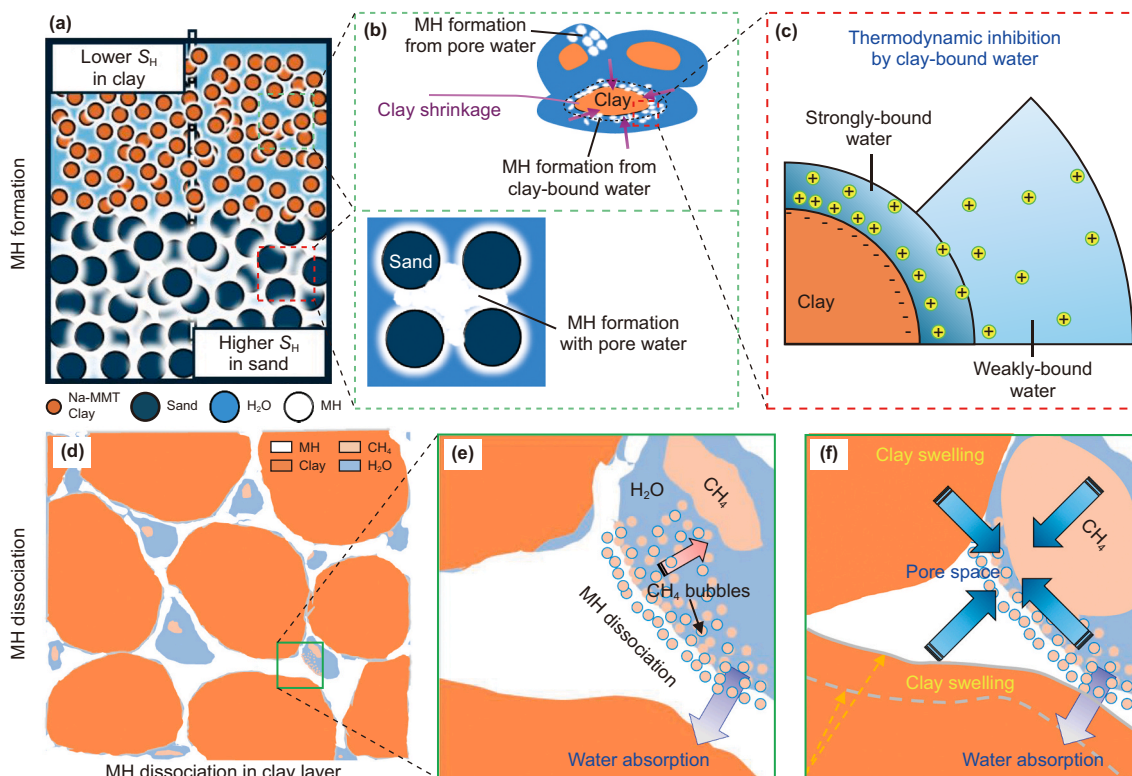 MH formation
(a)
Lower S_H
in clay
Higher S_H
in sand
Na-MMT
Clay
Sand
H₂O
MH
(b)
MH formation
from pore water
Clay shrinkage
Clay
MH formation from
clay-bound water
Sand
MH formation
with pore water
(c)
Thermodynamic inhibition
by clay-bound water
Strongly-bound
water
Clay
Weakly-bound
water
MH dissociation
(d)
MH
CH₄
Clay
H₂O
MH dissociation in clay layer
(e)
H₂O
CH₄
CH₄ bubbles
MH dissociation
Water absorption
(f)
Clay swelling
CH₄
Pore space
Clay swelling
Water absorption